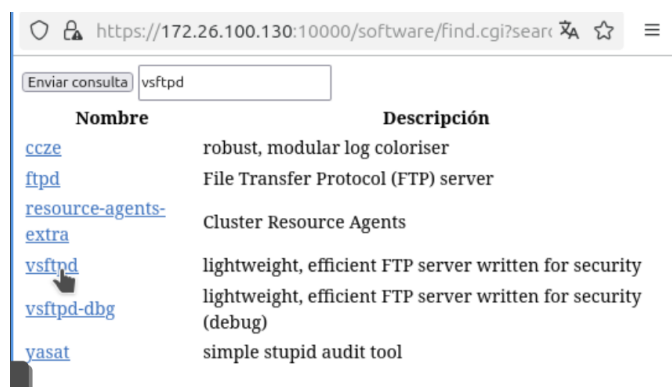 https://172.26.100.130:10000/software/find.cgi?searc
Enviar consulta vsftpd
Nombre Descripción
ccze robust, modular log coloriser
ftpd File Transfer Protocol (FTP) server
resource-agents-
extra Cluster Resource Agents
vsftpd lightweight, efficient FTP server written for security
vsftpd-dbg lightweight, efficient FTP server written for security
(debug)
yasat simple stupid audit tool